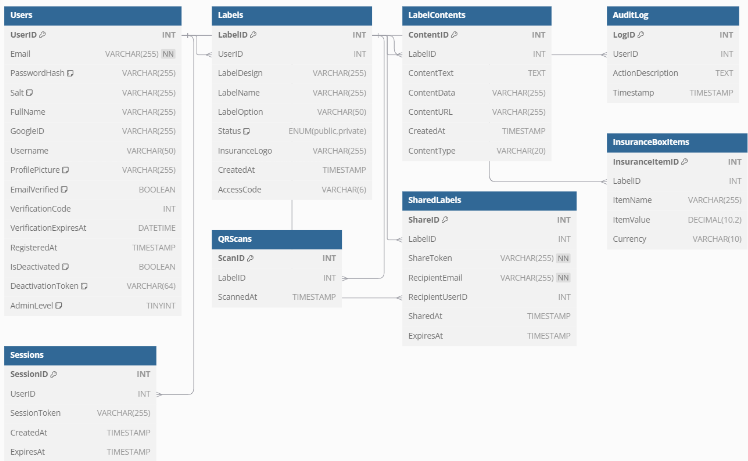 Users
UserID INT
Email VARCHAR(255) NN
PasswordHash VARCHAR(255)
Salt VARCHAR(255)
FullName VARCHAR(255)
GoogleID VARCHAR(255)
Username VARCHAR(50)
ProfilePicture VARCHAR(255)
EmailVerified BOOLEAN
VerificationCode INT
VerificationExpiresAt DATETIME
RegisteredAt TIMESTAMP
IsDeactivated BOOLEAN
DeactivationToken VARCHAR(64)
AdminLevel TINYINT
Sessions
SessionID INT
UserID INT
SessionToken VARCHAR(255)
CreatedAt TIMESTAMP
ExpiresAt TIMESTAMP
Labels
LabelID INT
UserID INT
LabelDesign VARCHAR(255)
LabelName VARCHAR(255)
LabelOption VARCHAR(50)
Status ENUM(public,private)
InsuranceLogo VARCHAR(255)
CreatedAt TIMESTAMP
AccessCode VARCHAR(6)
QRScans
ScanID INT
LabelID INT
ScannedAt TIMESTAMP
LabelContents
ContentID INT
LabelID INT
ContentText TEXT
ContentData VARCHAR(255)
ContentURL VARCHAR(255)
CreatedAt TIMESTAMP
ContentType VARCHAR(20)
SharedLabels
ShareID INT
LabelID INT
ShareToken VARCHAR(255) NN
RecipientEmail VARCHAR(255) NN
RecipientUserID INT
SharedAt TIMESTAMP
ExpiresAt TIMESTAMP
AuditLog
LogID INT
UserID INT
ActionDescription TEXT
Timestamp TIMESTAMP
InsuranceBoxItems
InsuranceItemID INT
LabelID INT
ItemName VARCHAR(255)
ItemValue DECIMAL(10,2)
Currency VARCHAR(10)